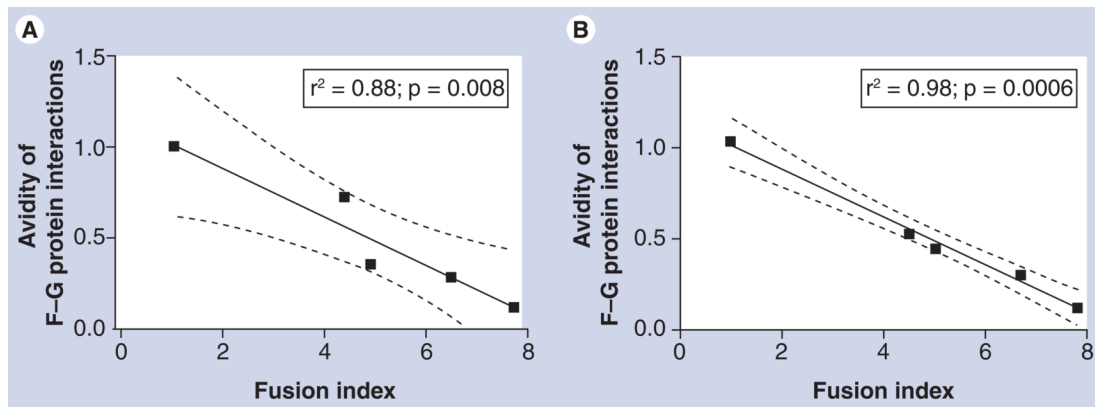 A
1.5
1.0
0.5
0.0
Avidity of
F–G protein interactions
r² = 0.88; p = 0.008
0 2 4 6 8
Fusion index
B
1.5
1.0
0.5
0.0
Avidity of
F–G protein interactions
r² = 0.98; p = 0.0006
0 2 4 6 8
Fusion index